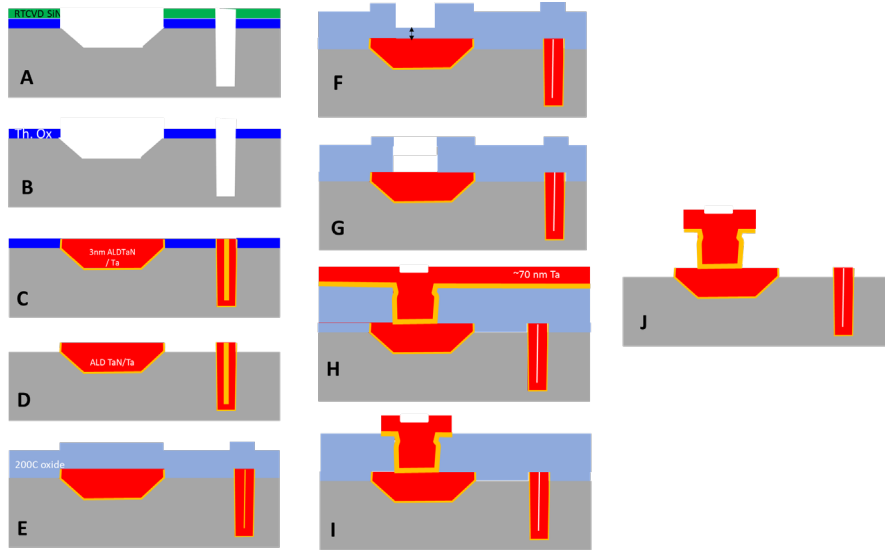 RTCVD SiN
A
Th. Ox
B
3nm ALDTaN
/ Ta
C
ALD TaN/Ta
D
200C oxide
E
F
G
~70 nm Ta
H
I
J